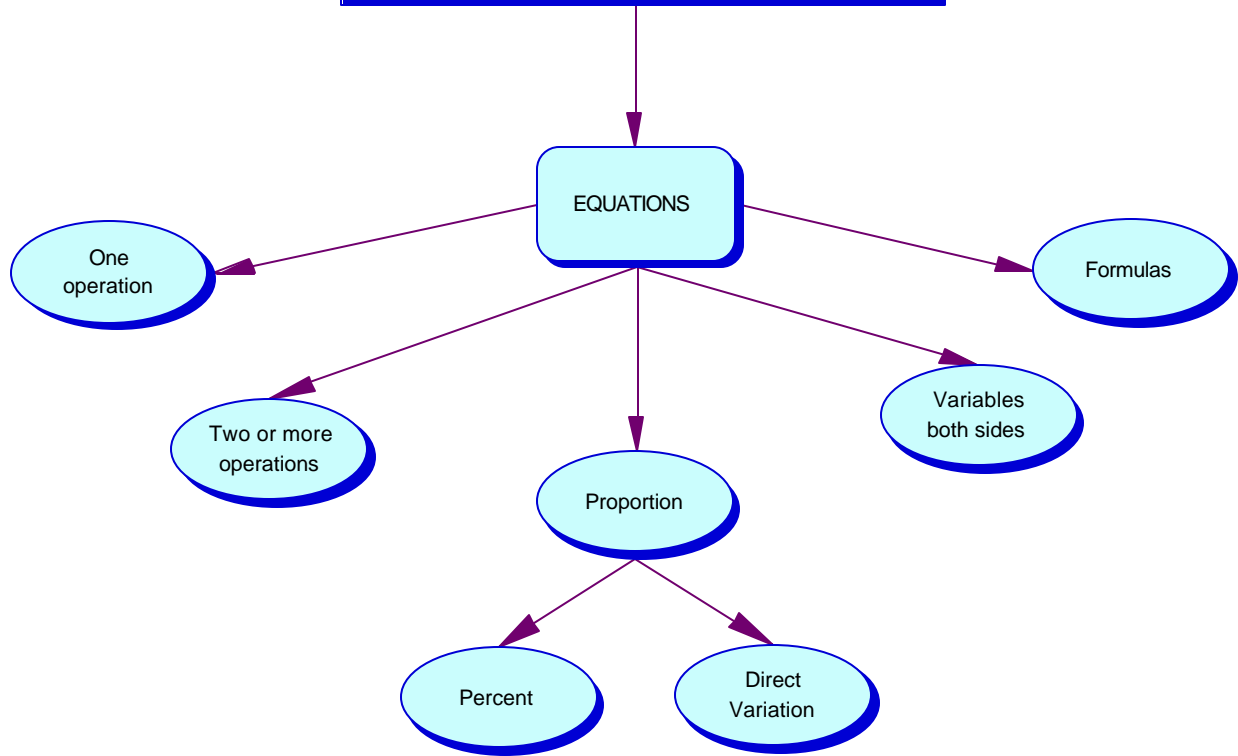 EQUATIONS
One
operation
Formulas
Two or more
operations
Variables
both sides
Proportion
Percent
Direct
Variation